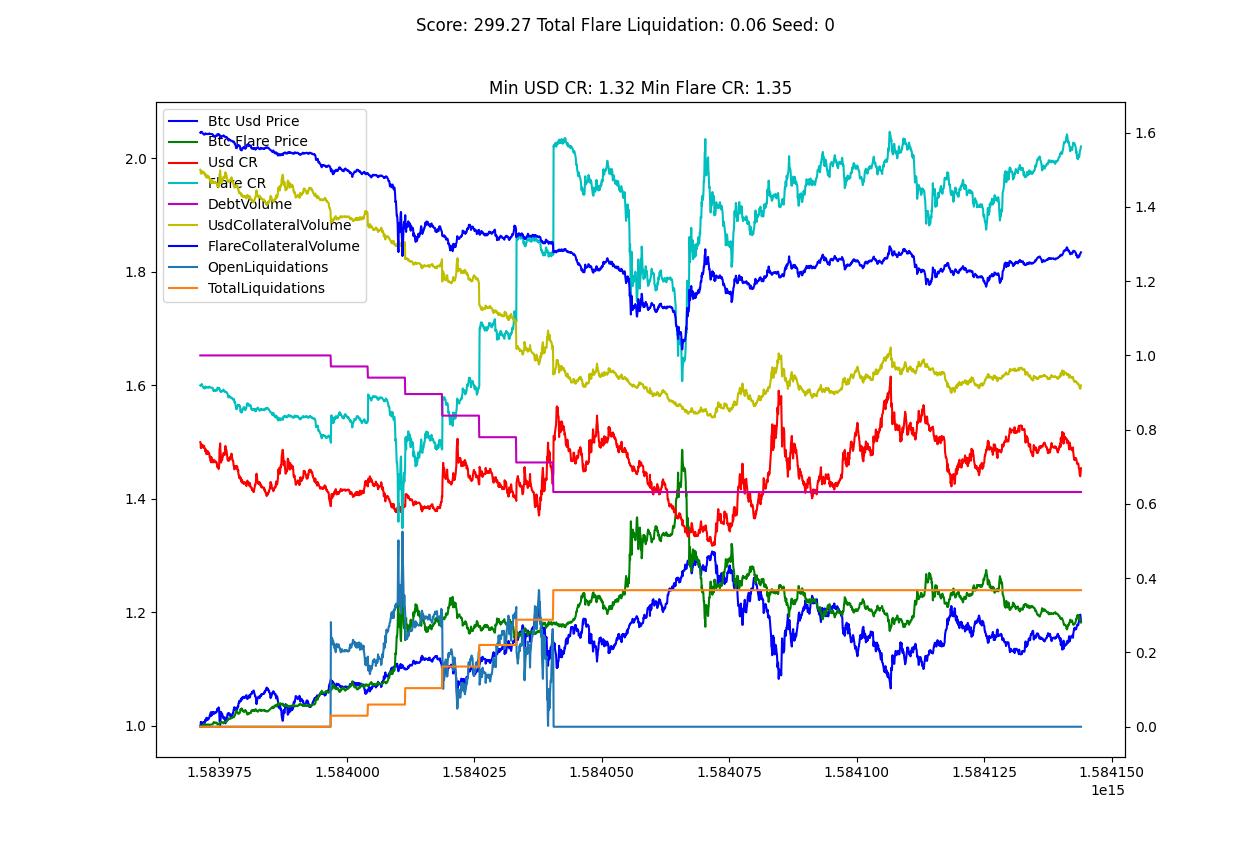 Score: 299.27 Total Flare Liquidation: 0.06 Seed: 0
Min USD CR: 1.32 Min Flare CR: 1.35
Btc Usd Price
Btc Flare Price
Usd CR
Flare CR
DebtVolume
UsdCollateralVolume
FlareCollateralVolume
OpenLiquidations
TotalLiquidations
2.0
1.8
1.6
1.4
1.2
1.0
1.6
1.4
1.2
1.0
0.8
0.6
0.4
0.2
0.0
1.583975 1.584000 1.584025 1.584050 1.584075 1.584100 1.584125 1.584150
1e15